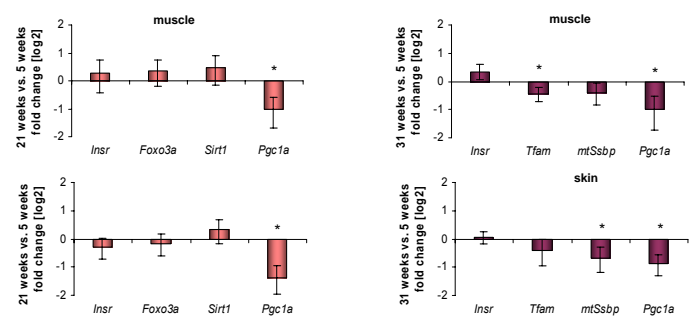 muscle
21 weeks vs. 5 weeks
fold change [log2]
2
1
0
-1
-2
*
Insr Foxo3a Sirt1 Pgc1a
muscle
31 weeks vs. 5 weeks
fold change [log2]
2
1
0
-1
-2
* *
Insr Tfam mtSsbp Pgc1a
21 weeks vs. 5 weeks
fold change [log2]
2
1
0
-1
-2
*
Insr Foxo3a Sirt1 Pgc1a
skin
31 weeks vs. 5 weeks
fold change [log2]
2
1
0
-1
-2
* *
Insr Tfam mtSsbp Pgc1a